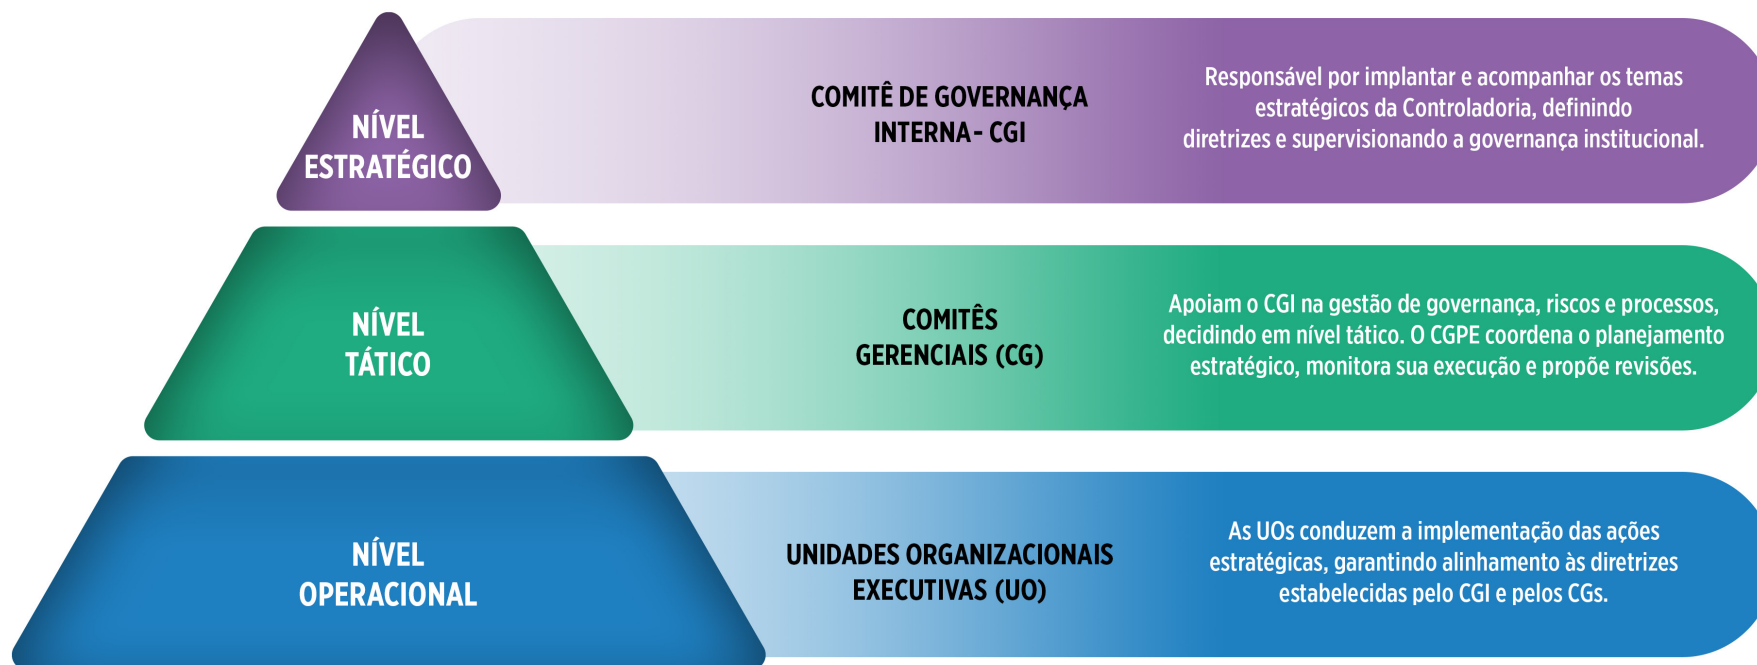 NÍVEL
ESTRATÉGICO
COMITÊ DE GOVERNANÇA
INTERNA - CGI
Responsável por implantar e acompanhar os temas
estratégicos da Controladoria, definindo
diretrizes e supervisionando a governança institucional.
NÍVEL
TÁTICO
COMITÊS
GERENCIAIS (CG)
Apoiam o CGI na gestão de governança, riscos e processos,
decidindo em nível tático. O CGPE coordena o planejamento
estratégico, monitora sua execução e propõe revisões.
NÍVEL
OPERACIONAL
UNIDADES ORGANIZACIONAIS
EXECUTIVAS (UO)
As UOs conduzem a implementação das ações
estratégicas, garantindo alinhamento às diretrizes
estabelecidas pelo CGI e pelos CGs.